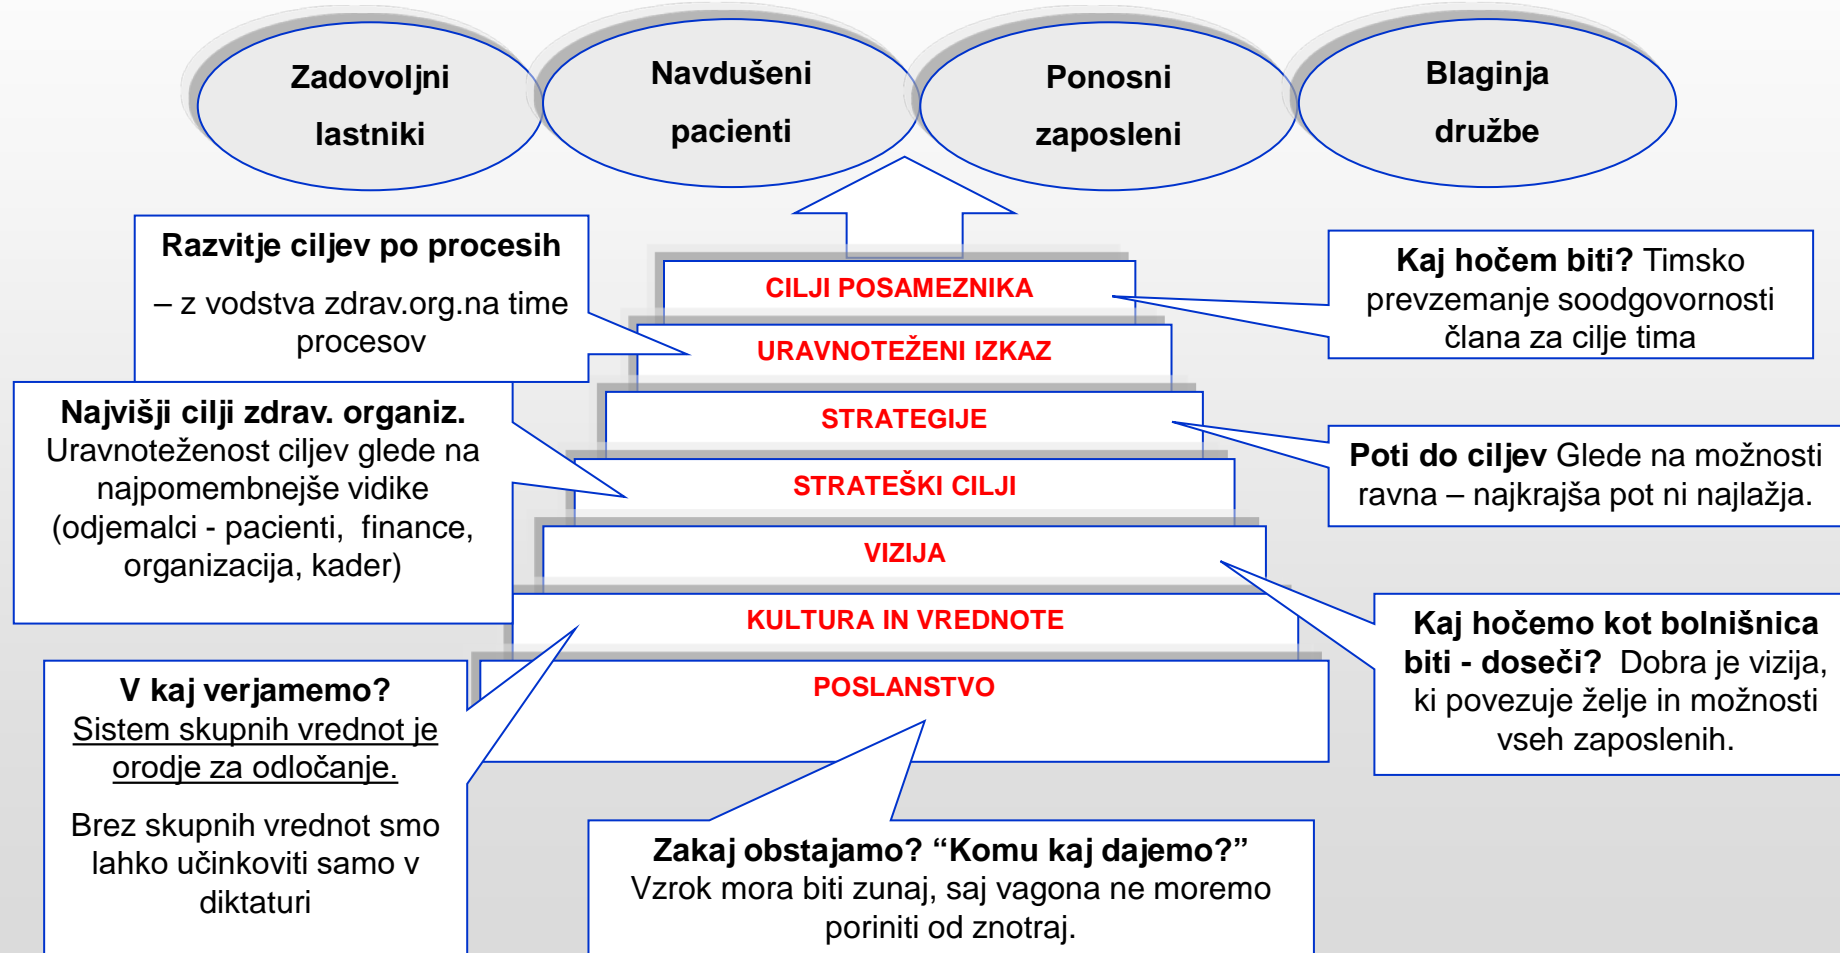 Zadovoljni
lastniki
Navdušeni
pacienti
Ponosni
zaposleni
Blaginja
družbe
Razvitje ciljev po procesih
– z vodstva zdrav.org.na time
procesov
CILJI POSAMEZNIKA
Kaj hočem biti? Timsko
prevzemanje soodgovornosti
člana za cilje tima
URAVNOTEŽENI IZKAZ
Najvišji cilji zdrav. organiz.
Uravnoteženost ciljev glede na
najpomembnejše vidike
(odjemalci - pacienti, finance,
organizacija, kader)
STRATEGIJE
Poti do ciljev Glede na možnosti
ravna – najkrajša pot ni najlažja.
STRATEŠKI CILJI
VIZIJA
Kaj hočemo kot bolnišnica
biti - doseči? Dobra je vizija,
ki povezuje želje in možnosti
vseh zaposlenih.
KULTURA IN VREDNOTE
V kaj verjamemo?
Sistem skupnih vrednot je
orodje za odločanje.
Brez skupnih vrednot smo
lahko učinkoviti samo v
diktaturi
POSLANSTVO
Zakaj obstajamo? “Komu kaj dajemo?”
Vzrok mora biti zunaj, saj vagona ne moremo
poriniti od znotraj.